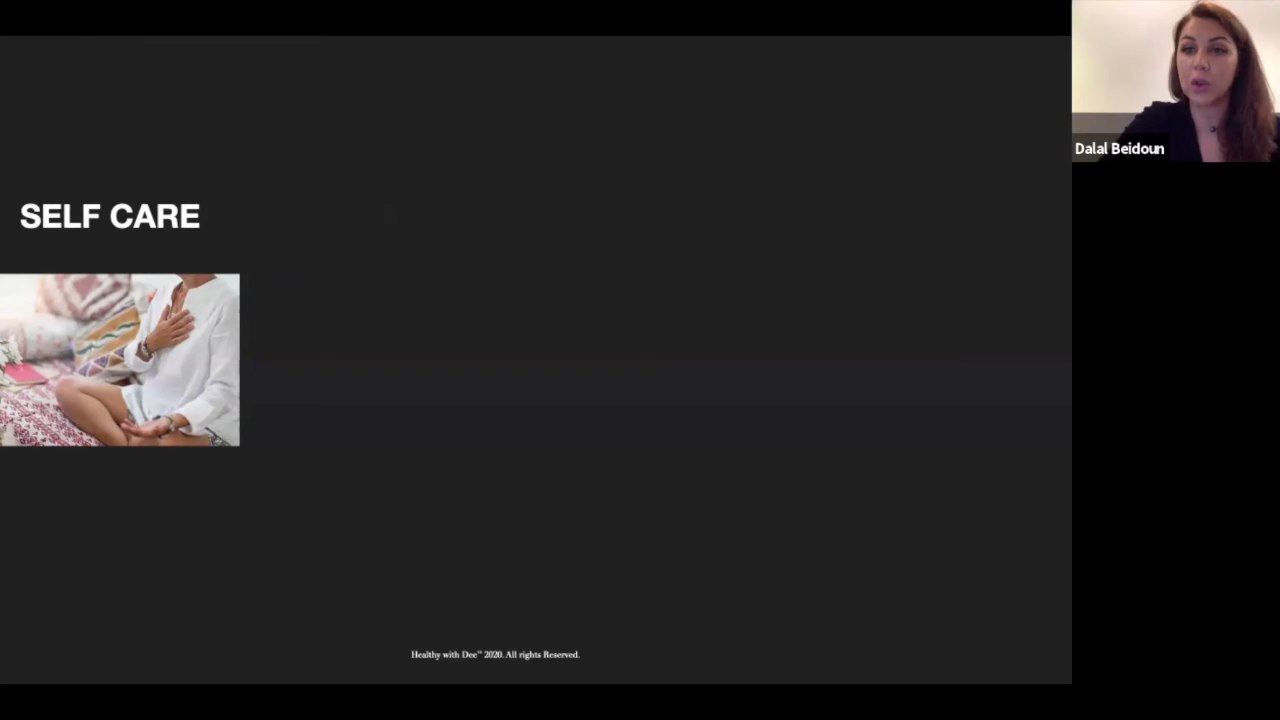 SELF CARE
Dalal Beidoun
Healthy with Dee™ 2020. All rights Reserved.